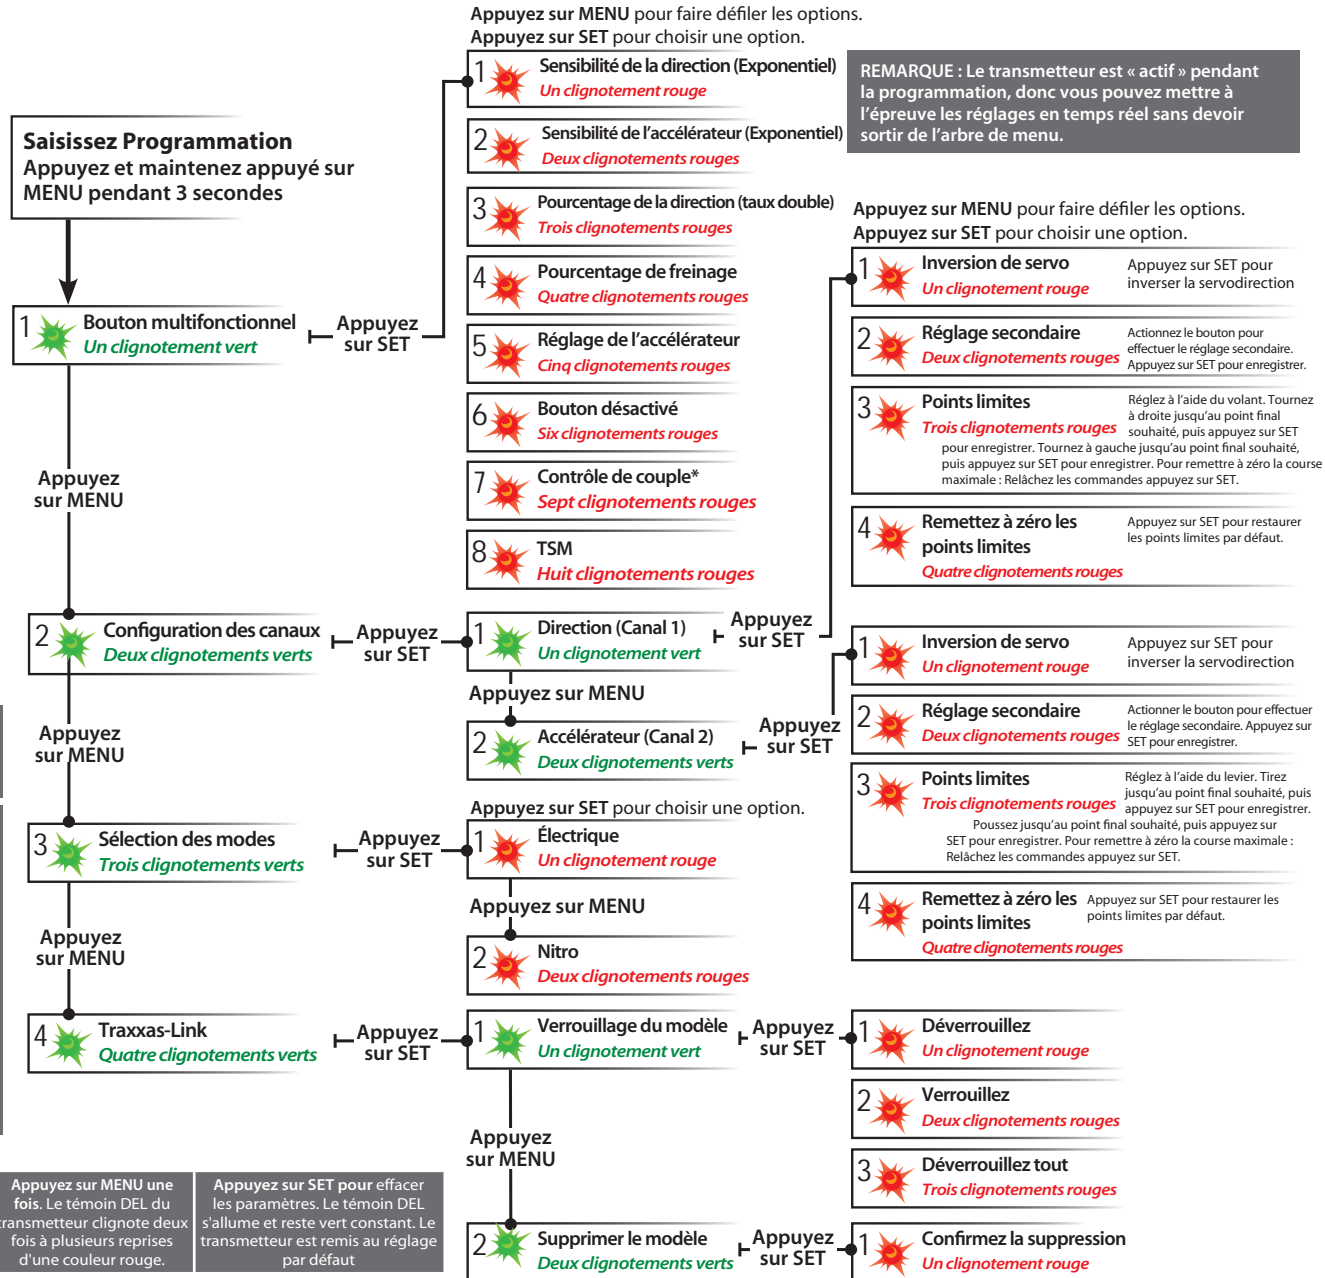 Appuyez sur MENU pour faire défiler les options.
Appuyez sur SET pour choisir une option.
1 Sensibilité de la direction (Exponentiel)
Un clignotement rouge
2 Sensibilité de l'accélérateur (Exponentiel)
Deux clignotements rouges
3 Pourcentage de la direction (taux double)
Trois clignotements rouges
4 Pourcentage de freinage
Quatre clignotements rouges
5 Réglage de l'accélérateur
Cinq clignotements rouges
6 Bouton désactivé
Six clignotements rouges
7 Contrôle de couple*
Sept clignotements rouges
8 TSM
Huit clignotements rouges
REMARQUE : Le transmetteur est « actif » pendant
la programmation, donc vous pouvez mettre à
l'épreuve les réglages en temps réel sans devoir
sortir de l'arbre de menu.
Saisissez Programmation
Appuyez et maintenez appuyé sur
MENU pendant 3 secondes
1 Bouton multifonctionnel
Un clignotement vert
Appuyez
sur SET
Appuyez
sur MENU
2 Configuration des canaux
Deux clignotements verts
Appuyez
sur SET
1 Direction (Canal 1)
Un clignotement vert
Appuyez
sur SET
Appuyez sur MENU
2 Accélérateur (Canal 2)
Deux clignotements verts
Appuyez
sur SET
Appuyez sur MENU pour faire défiler les options.
Appuyez sur SET pour choisir une option.
1 Inversion de servo
Un clignotement rouge
Appuyez sur SET pour
inverser la servodirection
2 Réglage secondaire
Deux clignotements rouges
Actionnez le bouton pour
effectuer le réglage secondaire.
Appuyez sur SET pour enregistrer.
3 Points limites
Trois clignotements rouges
Réglez à l'aide du volant. Tournez
à droite jusqu'au point final
souhaité, puis appuyez sur SET
pour enregistrer. Tournez à gauche jusqu'au point final souhaité,
puis appuyez sur SET pour enregistrer. Pour remettre à zéro la course
maximale : Relâchez les commandes appuyez sur SET.
4 Remettez à zéro les
points limites
Quatre clignotements rouges
Appuyez sur SET pour restaurer
les points limites par défaut.
1 Inversion de servo
Un clignotement rouge
Appuyez sur SET pour
inverser la servodirection
2 Réglage secondaire
Deux clignotements rouges
Actionner le bouton pour effectuer
le réglage secondaire. Appuyez sur
SET pour enregistrer.
3 Points limites
Trois clignotements rouges
Réglez à l'aide du levier. Tirez
jusqu'au point final souhaité, puis
appuyez sur SET pour enregistrer.
Poussez jusqu'au point final souhaité, puis appuyez sur
SET pour enregistrer. Pour remettre à zéro la course maximale :
Relâchez les commandes appuyez sur SET.
4 Remettez à zéro les
points limites
Quatre clignotements rouges
Appuyez sur SET pour restaurer les
points limites par défaut.
Appuyez
sur MENU
3 Sélection des modes
Trois clignotements verts
Appuyez
sur SET
Appuyez sur SET pour choisir une option.
1 Électrique
Un clignotement rouge
Appuyez sur MENU
2 Nitro
Deux clignotements rouges
Appuyez
sur MENU
4 Traxxas-Link
Quatre clignotements verts
Appuyez
sur SET
1 Verrouillage du modèle
Un clignotement vert
Appuyez
sur SET
1 Déverrouillez
Un clignotement rouge
2 Verrouillez
Deux clignotements rouges
3 Déverrouillez tout
Trois clignotements rouges
Appuyez
sur MENU
2 Supprimer le modèle
Deux clignotements verts
Appuyez
sur SET
1 Confirmez la suppression
Un clignotement rouge
Appuyez sur MENU une
fois. Le témoin DEL du
transmetteur clignote deux
fois à plusieurs reprises
d'une couleur rouge.
Appuyez sur SET pour effacer
les paramètres. Le témoin DEL
s'allume et reste vert constant. Le
transmetteur est remis au réglage
par défaut